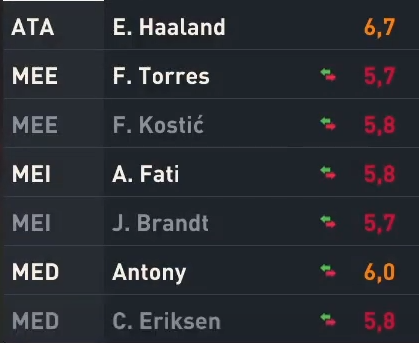 ATA E. Haaland 6,7
MEE F. Torres 5,7
MEE F. Kostić 5,8
MEI A. Fati 5,8
MEI J. Brandt 5,7
MED Antony 6,0
MED C. Eriksen 5,8